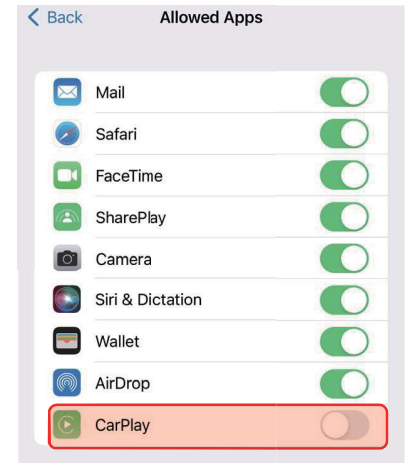 Back
Allowed Apps
Mail
Safari
FaceTime
SharePlay
Camera
Siri & Dictation
Wallet
AirDrop
CarPlay